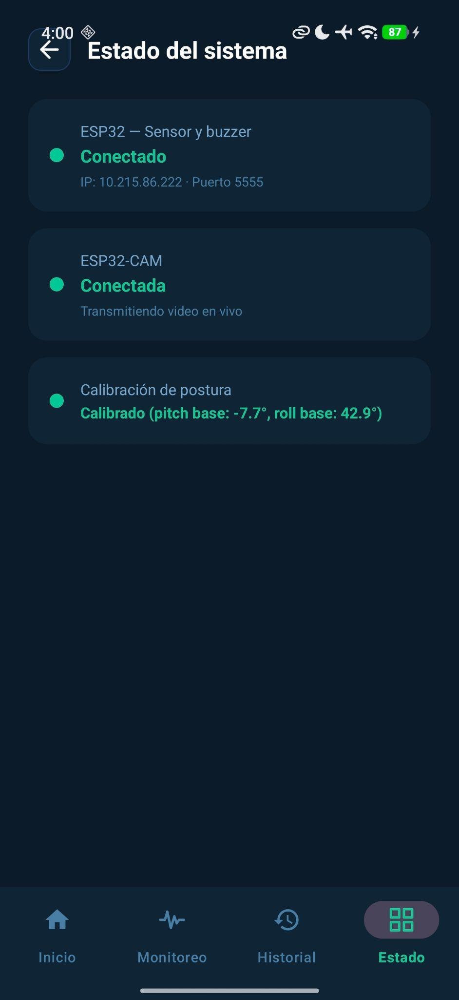 4:00
87
Estado del sistema
ESP32 — Sensor y buzzer
Conectado
IP: 10.215.86.222 · Puerto 5555
ESP32-CAM
Conectada
Transmitiendo video en vivo
Calibración de postura
Calibrado (pitch base: -7.7°, roll base: 42.9°)
Inicio
Monitoreo
Historial
Estado